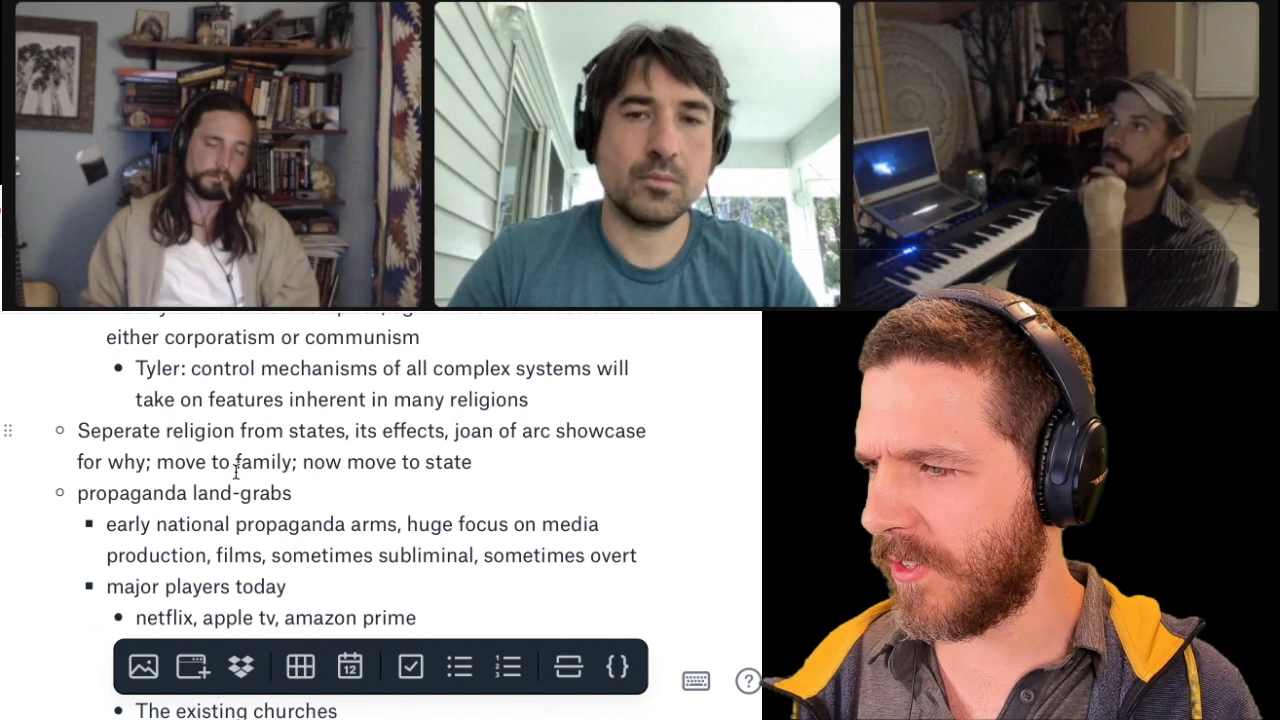 either corporatism or communism
Tyler: control mechanisms of all complex systems will
take on features inherent in many religions
Seperate religion from states, its effects, joan of arc showcase
for why; move to family; now move to state
propaganda land-grabs
early national propaganda arms, huge focus on media
production, films, sometimes subliminal, sometimes overt
major players today
netflix, apple tv, amazon prime
12
The existing churches